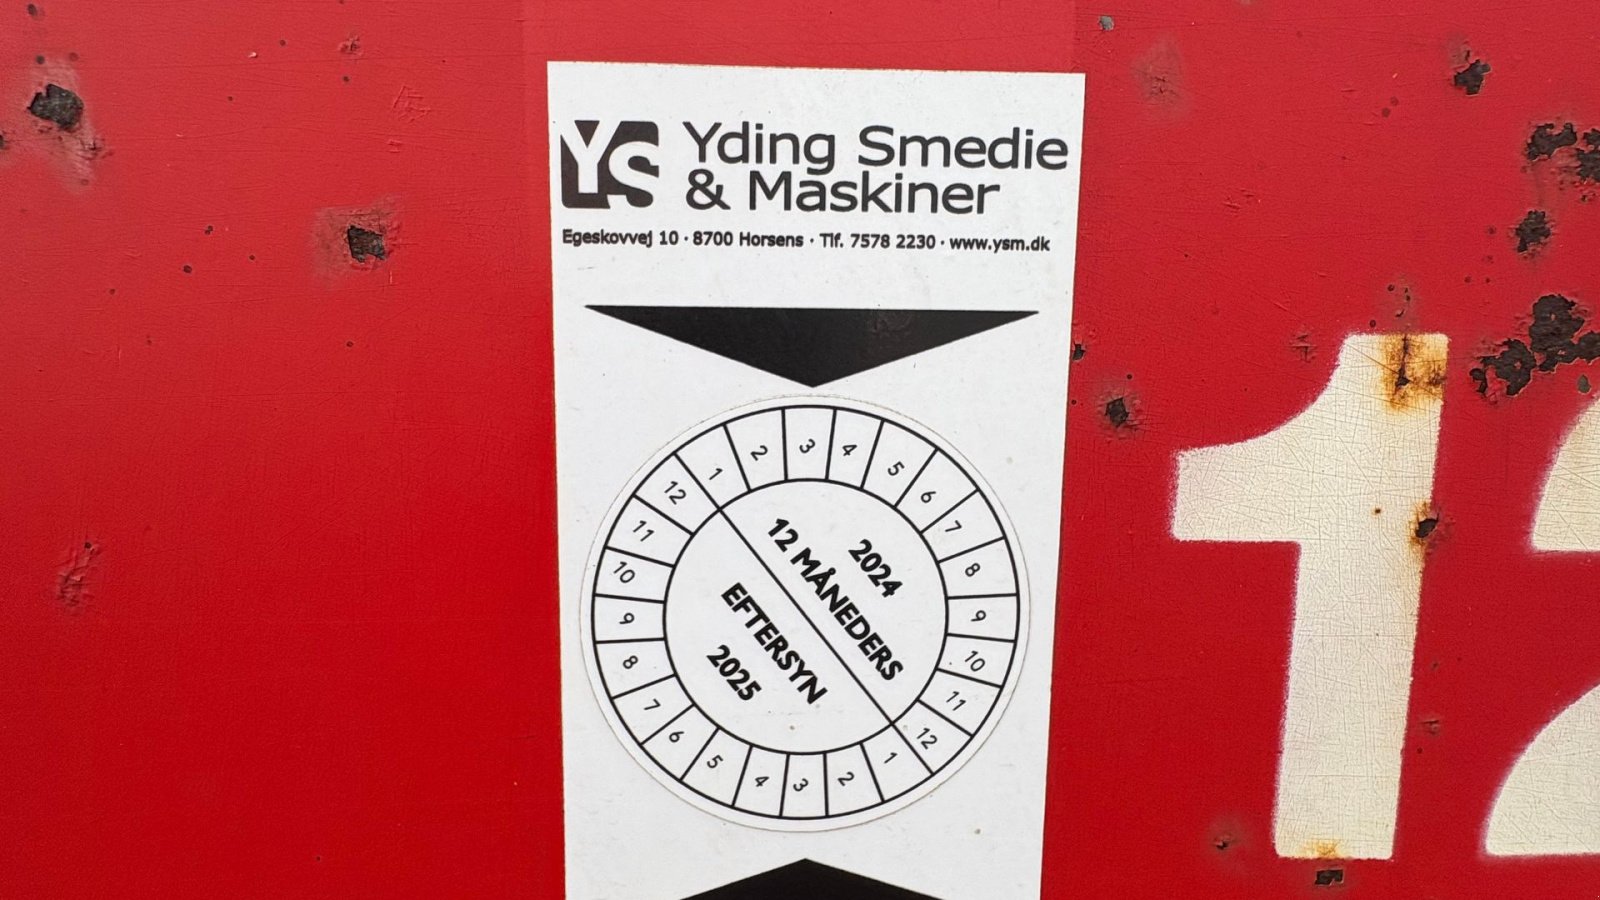 YS Yding Smedie
& Maskiner
Egeskovvej 10 · 8700 Horsens · Tlf. 7578 2230 · www.ysm.dk
1 2 3 4 5 6 7 8 9 10 11 12
2024
12 MÅNEDERS
EFTERSYN
2025
1 2 3 4 5 6 7 8 9 10 11 12
12